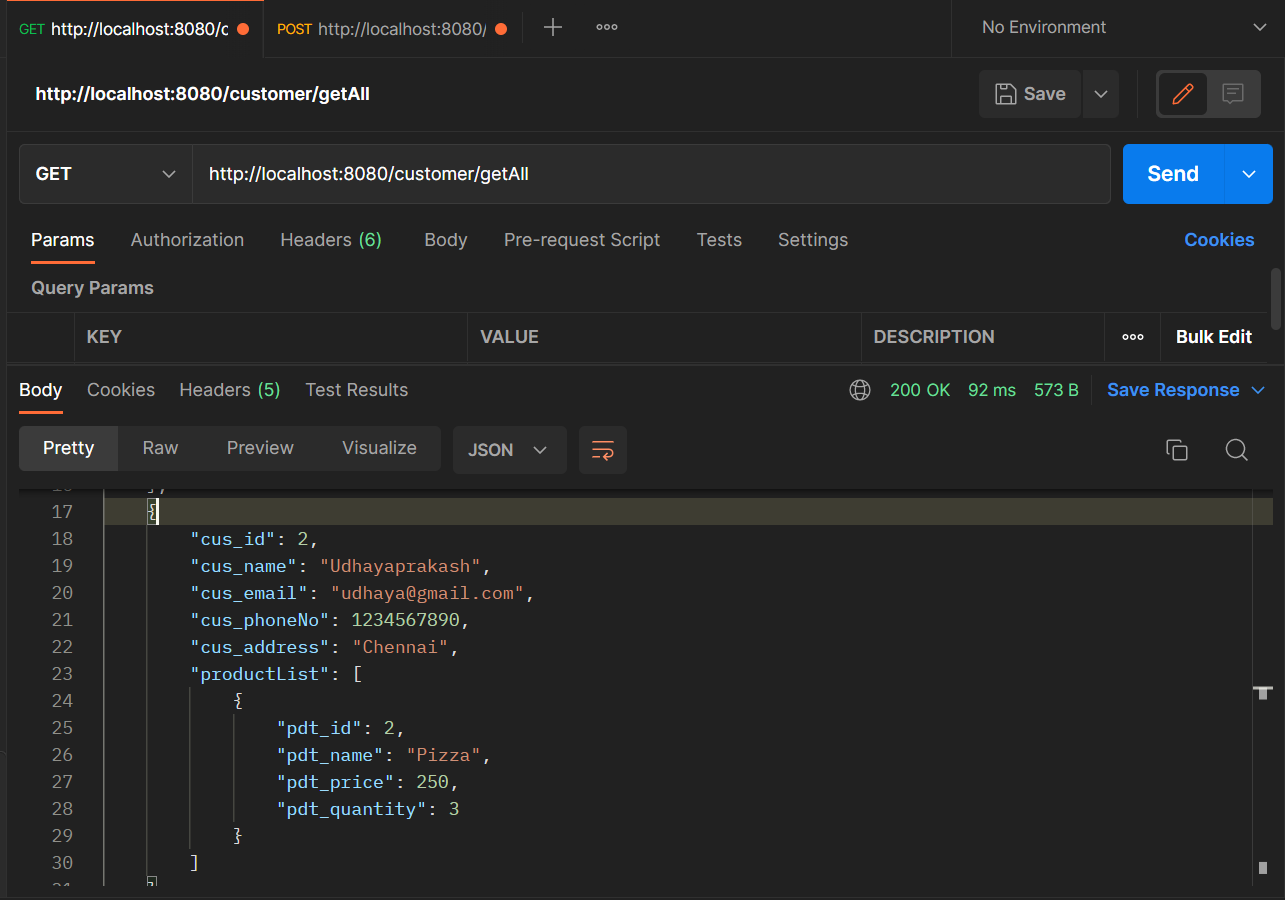 GET http://localhost:8080/c POST http://localhost:8080/ No Environment
http://localhost:8080/customer/getAll Save
GET http://localhost:8080/customer/getAll Send
Params Authorization Headers (6) Body Pre-request Script Tests Settings Cookies
Query Params
KEY VALUE DESCRIPTION Bulk Edit
Body Cookies Headers (5) Test Results 200 OK 92 ms 573 B Save Response
Pretty Raw Preview Visualize JSON
17 {
18 "cus_id": 2,
19 "cus_name": "Udhayaprakash",
20 "cus_email": "udhaya@gmail.com",
21 "cus_phoneNo": 1234567890,
22 "cus_address": "Chennai",
23 "productList": [
24 {
25 "pdt_id": 2,
26 "pdt_name": "Pizza",
27 "pdt_price": 250,
28 "pdt_quantity": 3
29 }
30 ]